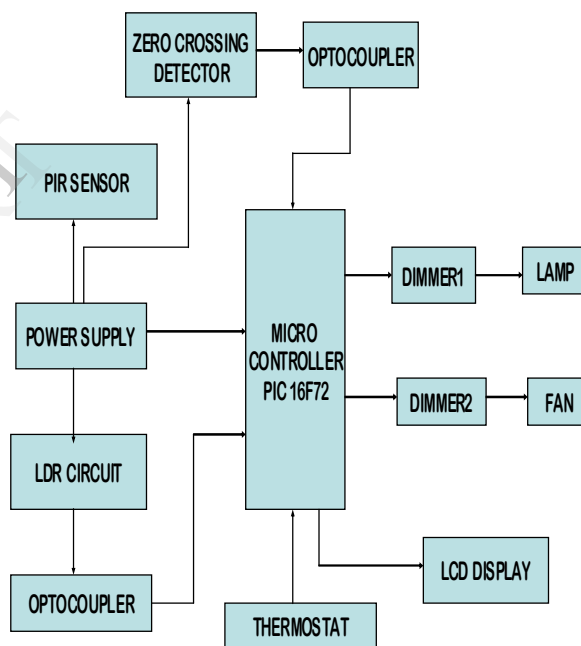 ZERO CROSSING
DETECTOR
OPTOCOUPLER
PIR SENSOR
POWER SUPPLY
MICRO
CONTROLLER
PIC 16F72
DIMMER1
LAMP
DIMMER2
FAN
LDR CIRCUIT
OPTOCOUPLER
THERMOSTAT
LCD DISPLAY